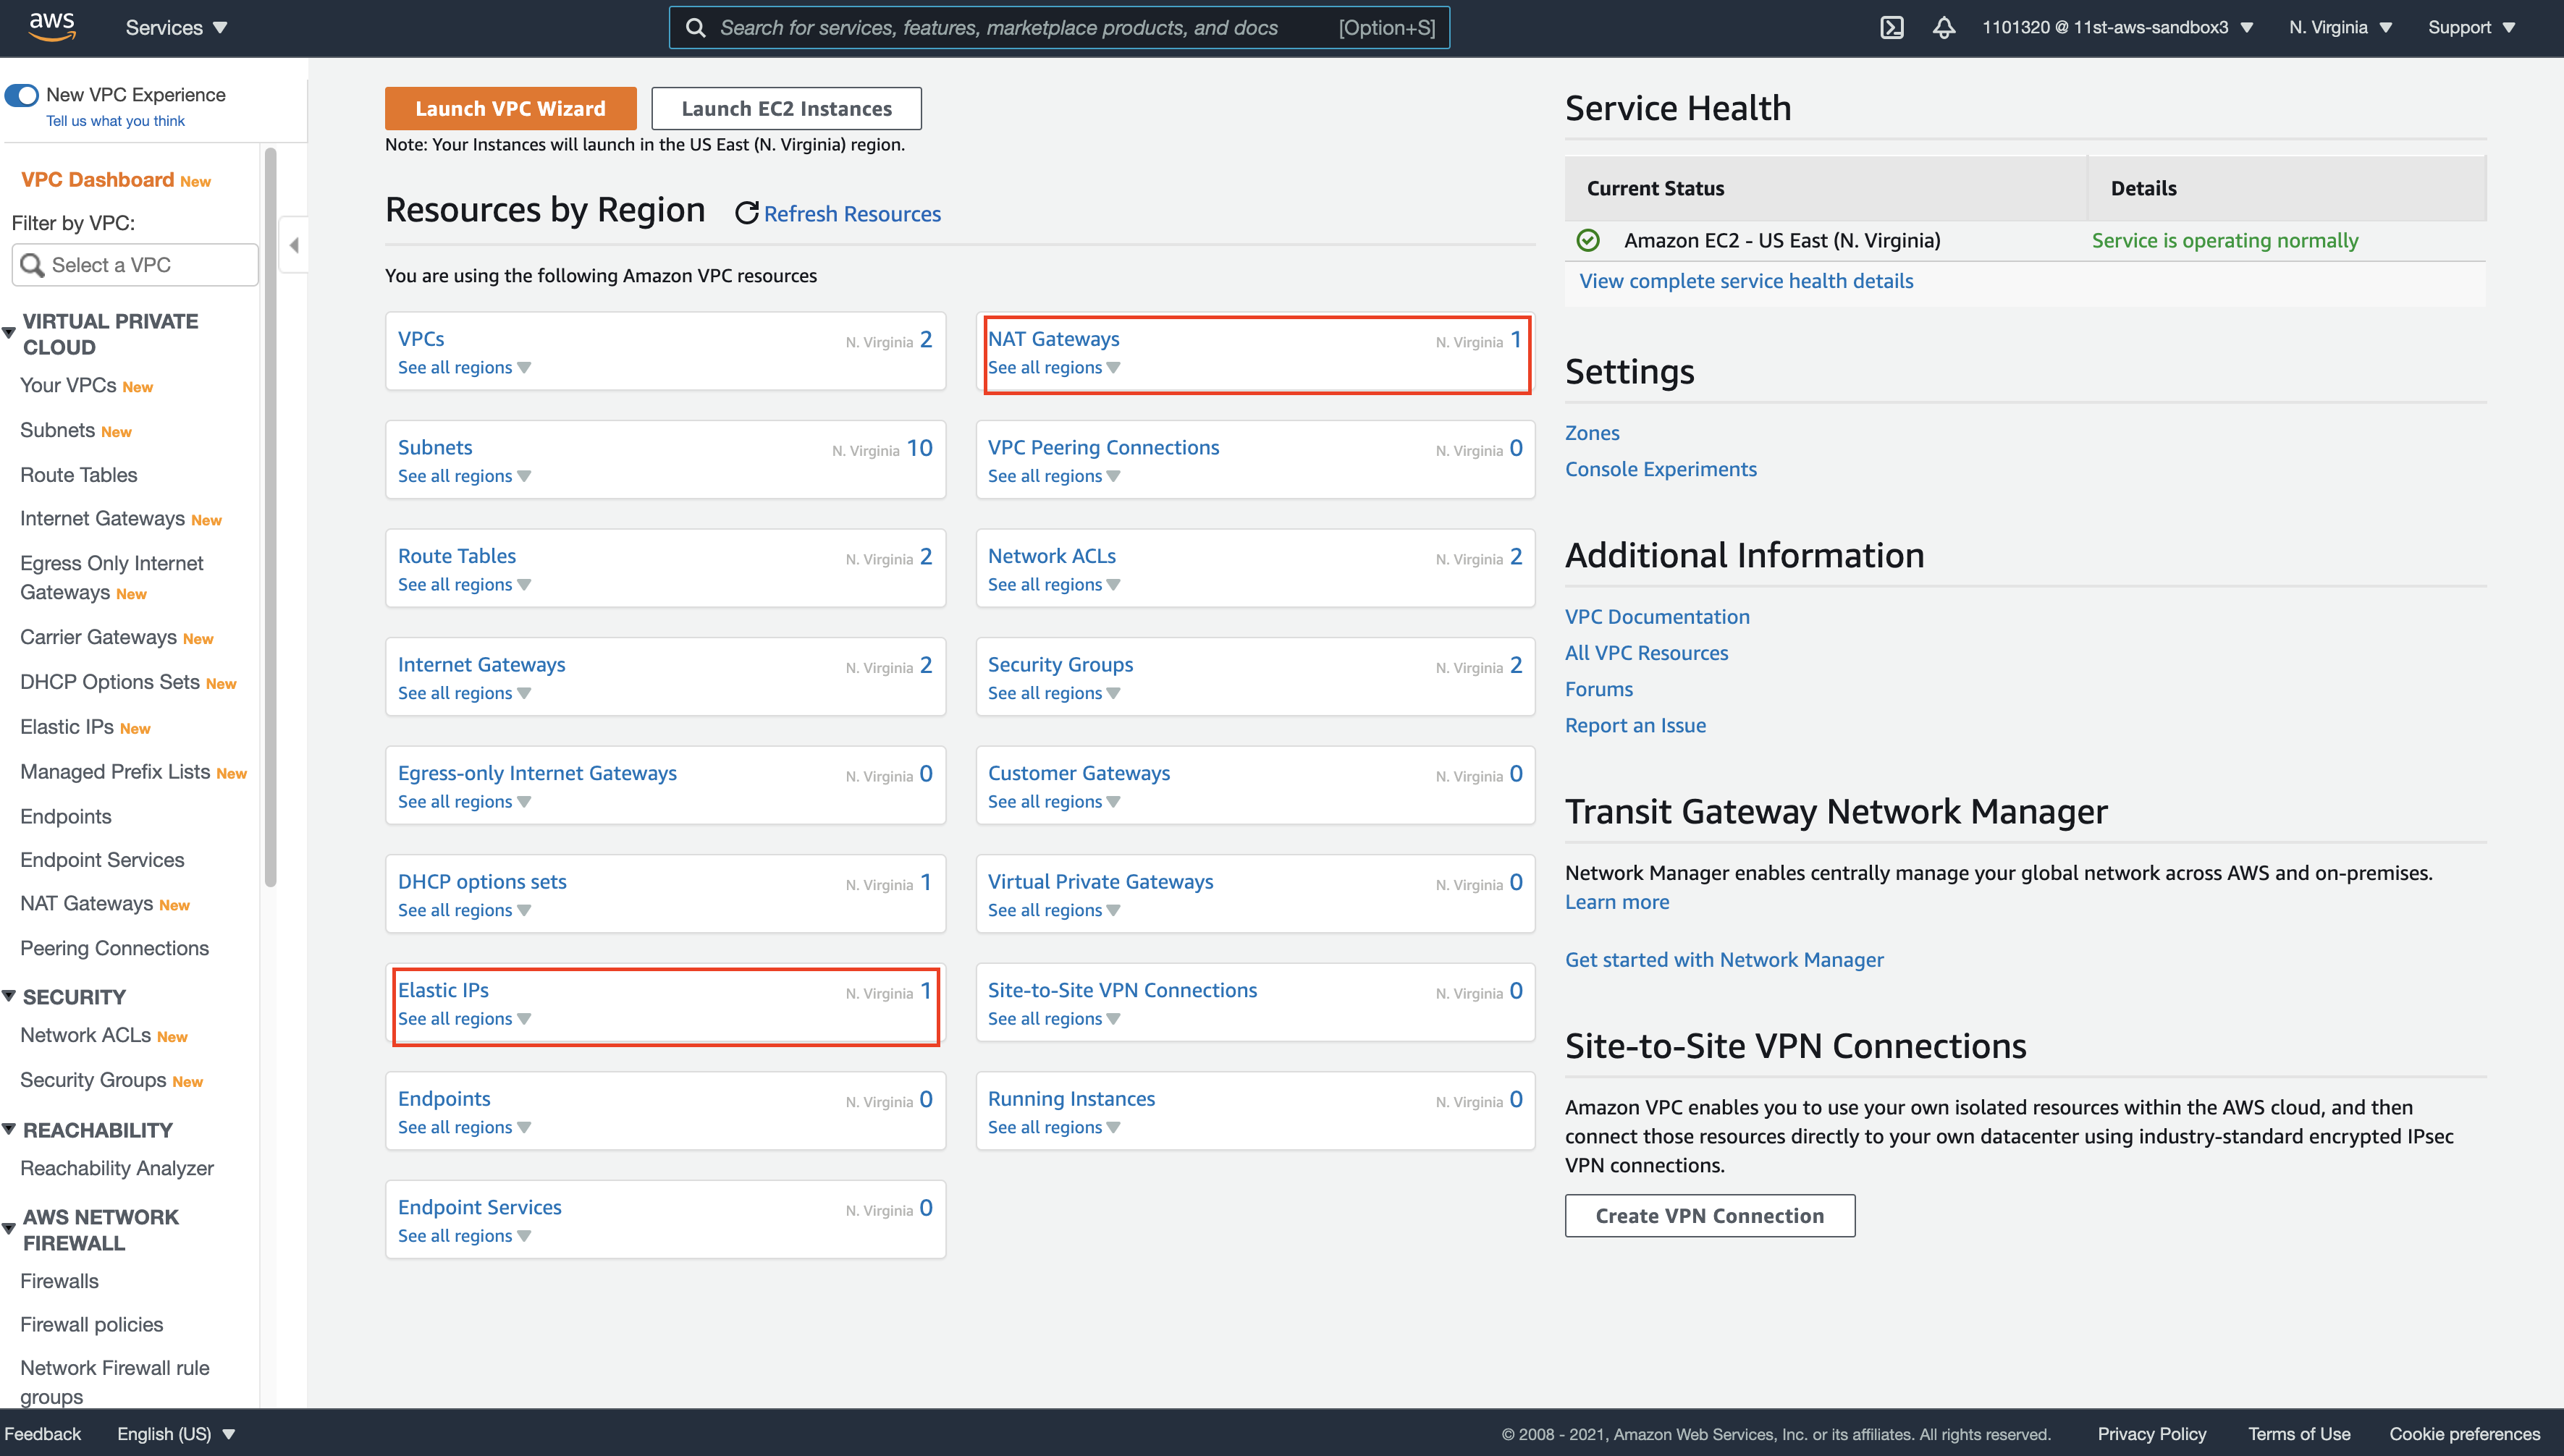 aws
Services
Search for services, features, marketplace products, and docs [Option+S]
1101320 @ 11st-aws-sandbox3
N. Virginia
Support
New VPC Experience
Tell us what you think
VPC Dashboard New
Filter by VPC:
Select a VPC
VIRTUAL PRIVATE
CLOUD
Your VPCs New
Subnets New
Route Tables
Internet Gateways New
Egress Only Internet
Gateways New
Carrier Gateways New
DHCP Options Sets New
Elastic IPs New
Managed Prefix Lists New
Endpoints
Endpoint Services
NAT Gateways New
Peering Connections
SECURITY
Network ACLs New
Security Groups New
REACHABILITY
Reachability Analyzer
AWS NETWORK
FIREWALL
Firewalls
Firewall policies
Network Firewall rule
groups
Launch VPC Wizard
Launch EC2 Instances
Note: Your Instances will launch in the US East (N. Virginia) region.
Resources by Region
Refresh Resources
You are using the following Amazon VPC resources
VPCs N. Virginia 2
See all regions
NAT Gateways N. Virginia 1
See all regions
Subnets N. Virginia 10
See all regions
VPC Peering Connections N. Virginia 0
See all regions
Route Tables N. Virginia 2
See all regions
Network ACLs N. Virginia 2
See all regions
Internet Gateways N. Virginia 2
See all regions
Security Groups N. Virginia 2
See all regions
Egress-only Internet Gateways N. Virginia 0
See all regions
Customer Gateways N. Virginia 0
See all regions
DHCP options sets N. Virginia 1
See all regions
Virtual Private Gateways N. Virginia 0
See all regions
Elastic IPs N. Virginia 1
See all regions
Site-to-Site VPN Connections N. Virginia 0
See all regions
Endpoints N. Virginia 0
See all regions
Running Instances N. Virginia 0
See all regions
Endpoint Services N. Virginia 0
See all regions
Service Health
Current Status Details
Amazon EC2 - US East (N. Virginia) Service is operating normally
View complete service health details
Settings
Zones
Console Experiments
Additional Information
VPC Documentation
All VPC Resources
Forums
Report an Issue
Transit Gateway Network Manager
Network Manager enables centrally manage your global network across AWS and on-premises.
Learn more
Get started with Network Manager
Site-to-Site VPN Connections
Amazon VPC enables you to use your own isolated resources within the AWS cloud, and then
connect those resources directly to your own datacenter using industry-standard encrypted IPsec
VPN connections.
Create VPN Connection
Feedback
English (US)
© 2008 - 2021, Amazon Web Services, Inc. or its affiliates. All rights reserved.
Privacy Policy
Terms of Use
Cookie preferences